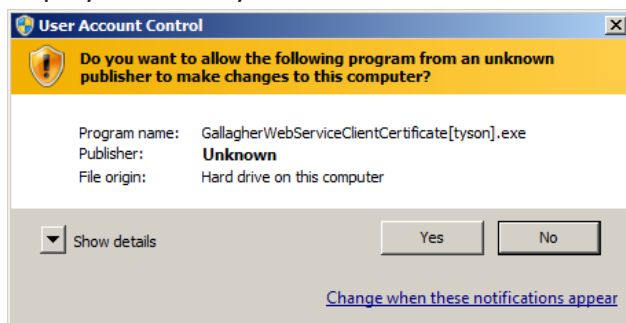 User Account Control
Do you want to allow the following program from an unknown
publisher to make changes to this computer?
Program name: GallagherWebServiceClientCertificate[tyson].exe
Publisher: Unknown
File origin: Hard drive on this computer
Show details
Yes
No
Change when these notifications appear